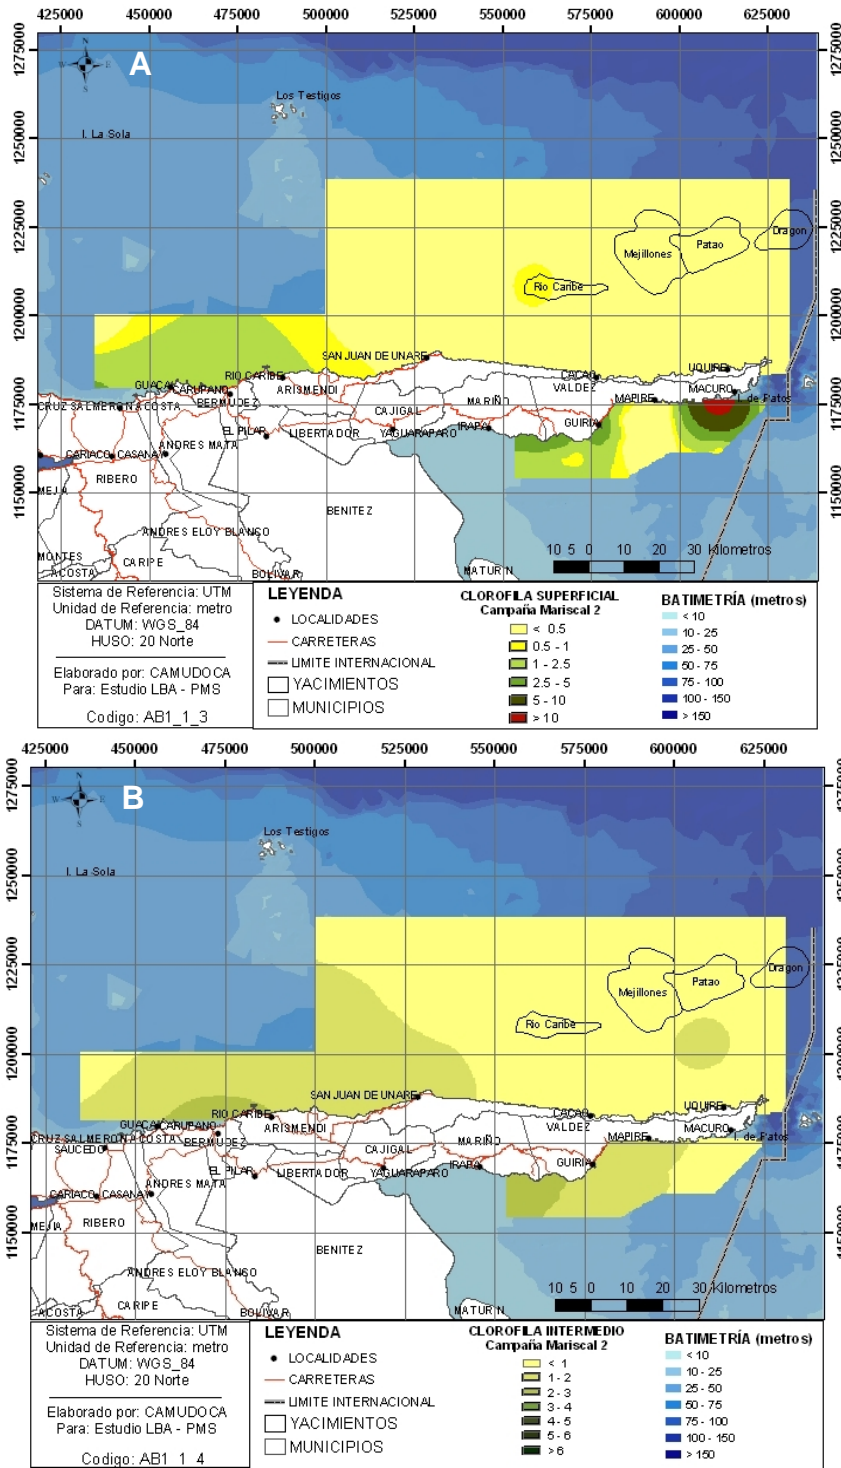 425000 450000 475000 500000 525000 550000 575000 600000 625000
1275000
1275000
A
N
W E
S
Los Testigos
I. La Sola
1250000
1250000
1225000
1225000
Dragon
Mejillones
Patao
Rio Caribe
1200000
1200000
SAN JUAN DE UNARE
UQUIRE
RIO CARIBE
CACAO
GUACA
CARUPANO
ARISMENDI
VALDEZ
MACURO
BERMUDEZ
MARIÑO
MAPIRE
I. de Patos
1175000
1175000
CRUZ SALMERON ACOSTA
CAJIGAL
EL PILAR
LIBERTADOR
YAGUARAPARO
IRAPA
GUIRIA
ANDRES MATA
CARIACO
CASANAY
RIBERO
MEJIA
1150000
1150000
BENITEZ
ANDRES ELOY BLANCO
MONTES
CARIPE
ACOSTA
BOLIVAR
MATURIN
10 5 0 10 20 30 Kilometros
Sistema de Referencia: UTM
Unidad de Referencia: metro
DATUM: WGS_84
HUSO: 20 Norte
Elaborado por: CAMUDOCA
Para: Estudio LBA - PMS
Codigo: AB1_1_3
LEYENDA
LOCALIDADES
CARRETERAS
LIMITE INTERNACIONAL
YACIMIENTOS
MUNICIPIOS
CLOROFILA SUPERFICIAL
Campaña Mariscal 2
< 0.5
0.5 - 1
1 - 2.5
2.5 - 5
5 - 10
> 10
BATIMETRÍA (metros)
< 10
10 - 25
25 - 50
50 - 75
75 - 100
100 - 150
> 150
425000 450000 475000 500000 525000 550000 575000 600000 625000
1275000
1275000
B
N
W E
S
Los Testigos
I. La Sola
1250000
1250000
1225000
1225000
Dragon
Mejillones
Patao
Rio Caribe
1200000
1200000
SAN JUAN DE UNARE
UQUIRE
RIO CARIBE
CACAO
GUACA
CARUPANO
ARISMENDI
VALDEZ
MACURO
BERMUDEZ
MARIÑO
MAPIRE
I. de Patos
1175000
1175000
CRUZ SALMERON ACOSTA
SAUCEDO
CAJIGAL
EL PILAR
LIBERTADOR
YAGUARAPARO
IRAPA
GUIRIA
ANDRES MATA
CARIACO
CASANAY
RIBERO
MEJIA
1150000
1150000
BENITEZ
ANDRES ELOY BLANCO
CARIPE
ACOSTA
BOLIVAR
MATURIN
10 5 0 10 20 30 Kilometros
Sistema de Referencia: UTM
Unidad de Referencia: metro
DATUM: WGS_84
HUSO: 20 Norte
Elaborado por: CAMUDOCA
Para: Estudio LBA - PMS
Codigo: AB1_1_4
LEYENDA
LOCALIDADES
CARRETERAS
LIMITE INTERNACIONAL
YACIMIENTOS
MUNICIPIOS
CLOROFILA INTERMEDIO
Campaña Mariscal 2
< 1
1 - 2
2 - 3
3 - 4
4 - 5
5 - 6
> 6
BATIMETRÍA (metros)
< 10
10 - 25
25 - 50
50 - 75
75 - 100
100 - 150
> 150